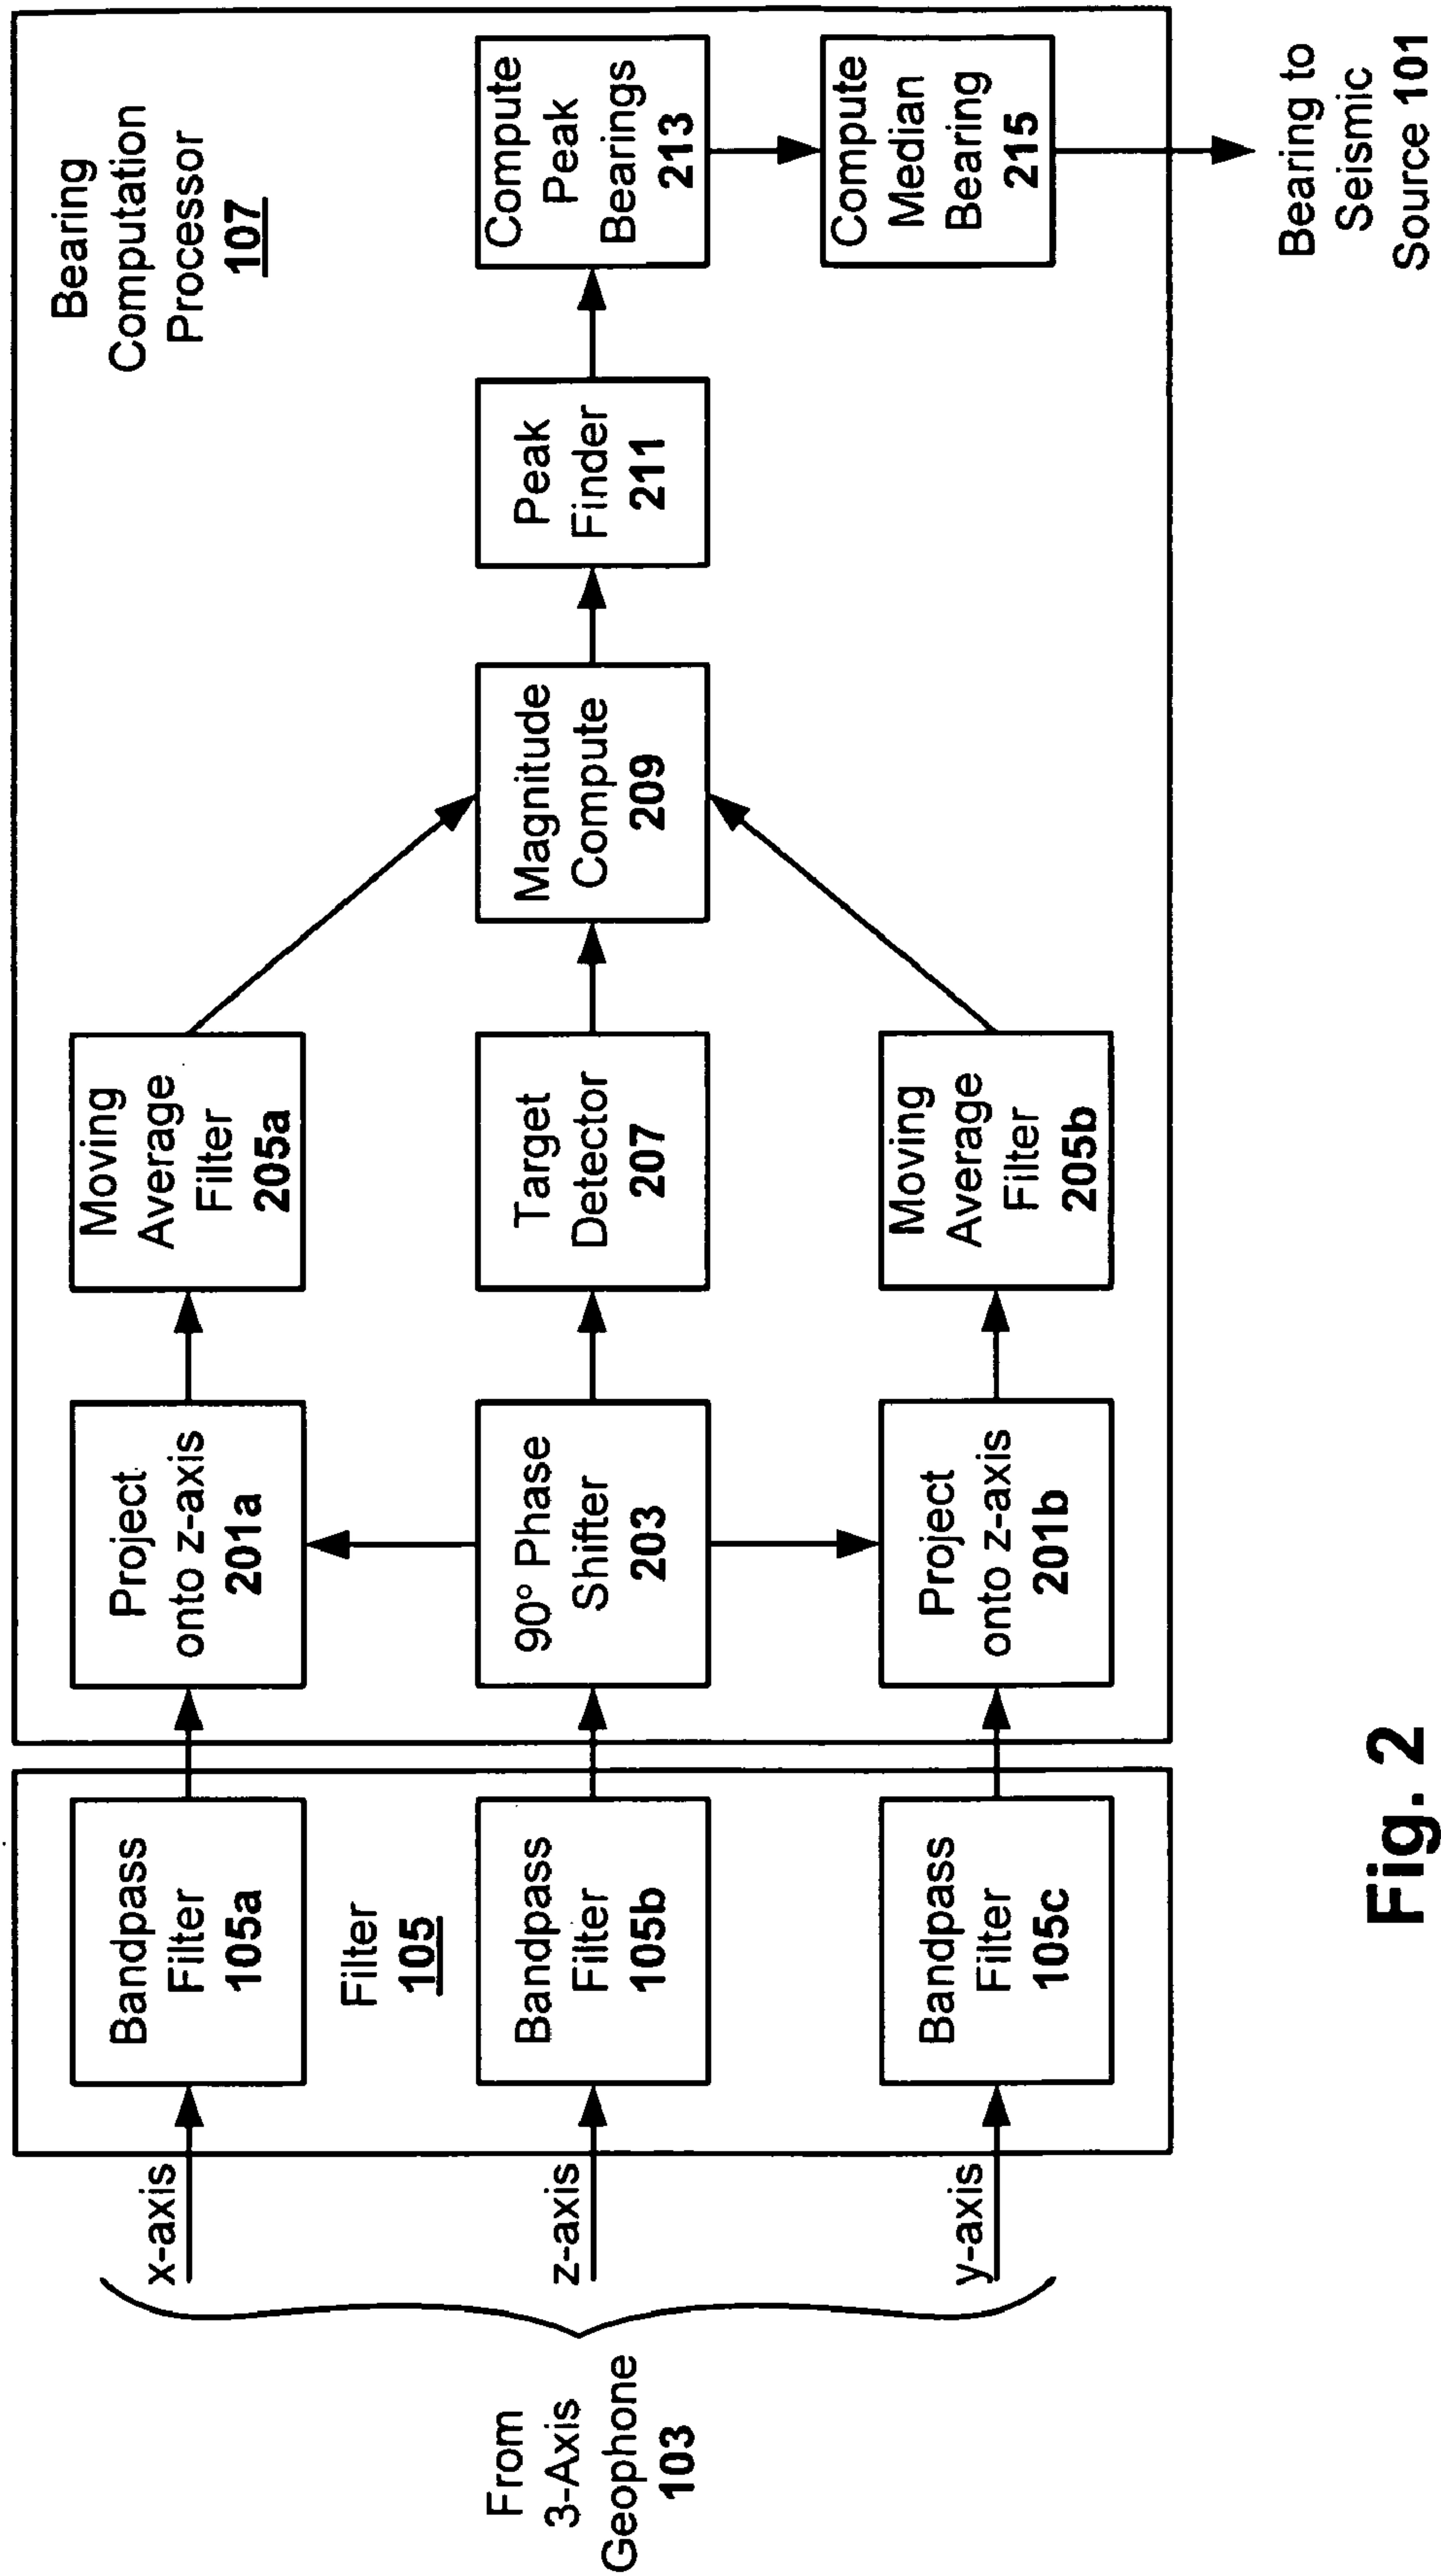 From
3-Axis
Geophone
103
x-axis
z-axis
y-axis
Bandpass
Filter
105a
Filter
105
Bandpass
Filter
105b
Bandpass
Filter
105c
Project
onto z-axis
201a
90° Phase
Shifter
203
Project
onto z-axis
201b
Moving
Average
Filter
205a
Target
Detector
207
Moving
Average
Filter
205b
Magnitude
Compute
209
Peak
Finder
211
Bearing
Computation
Processor
107
Compute
Peak
Bearings
213
Compute
Median
Bearing
215
Bearing to
Seismic
Source 101
Fig. 2